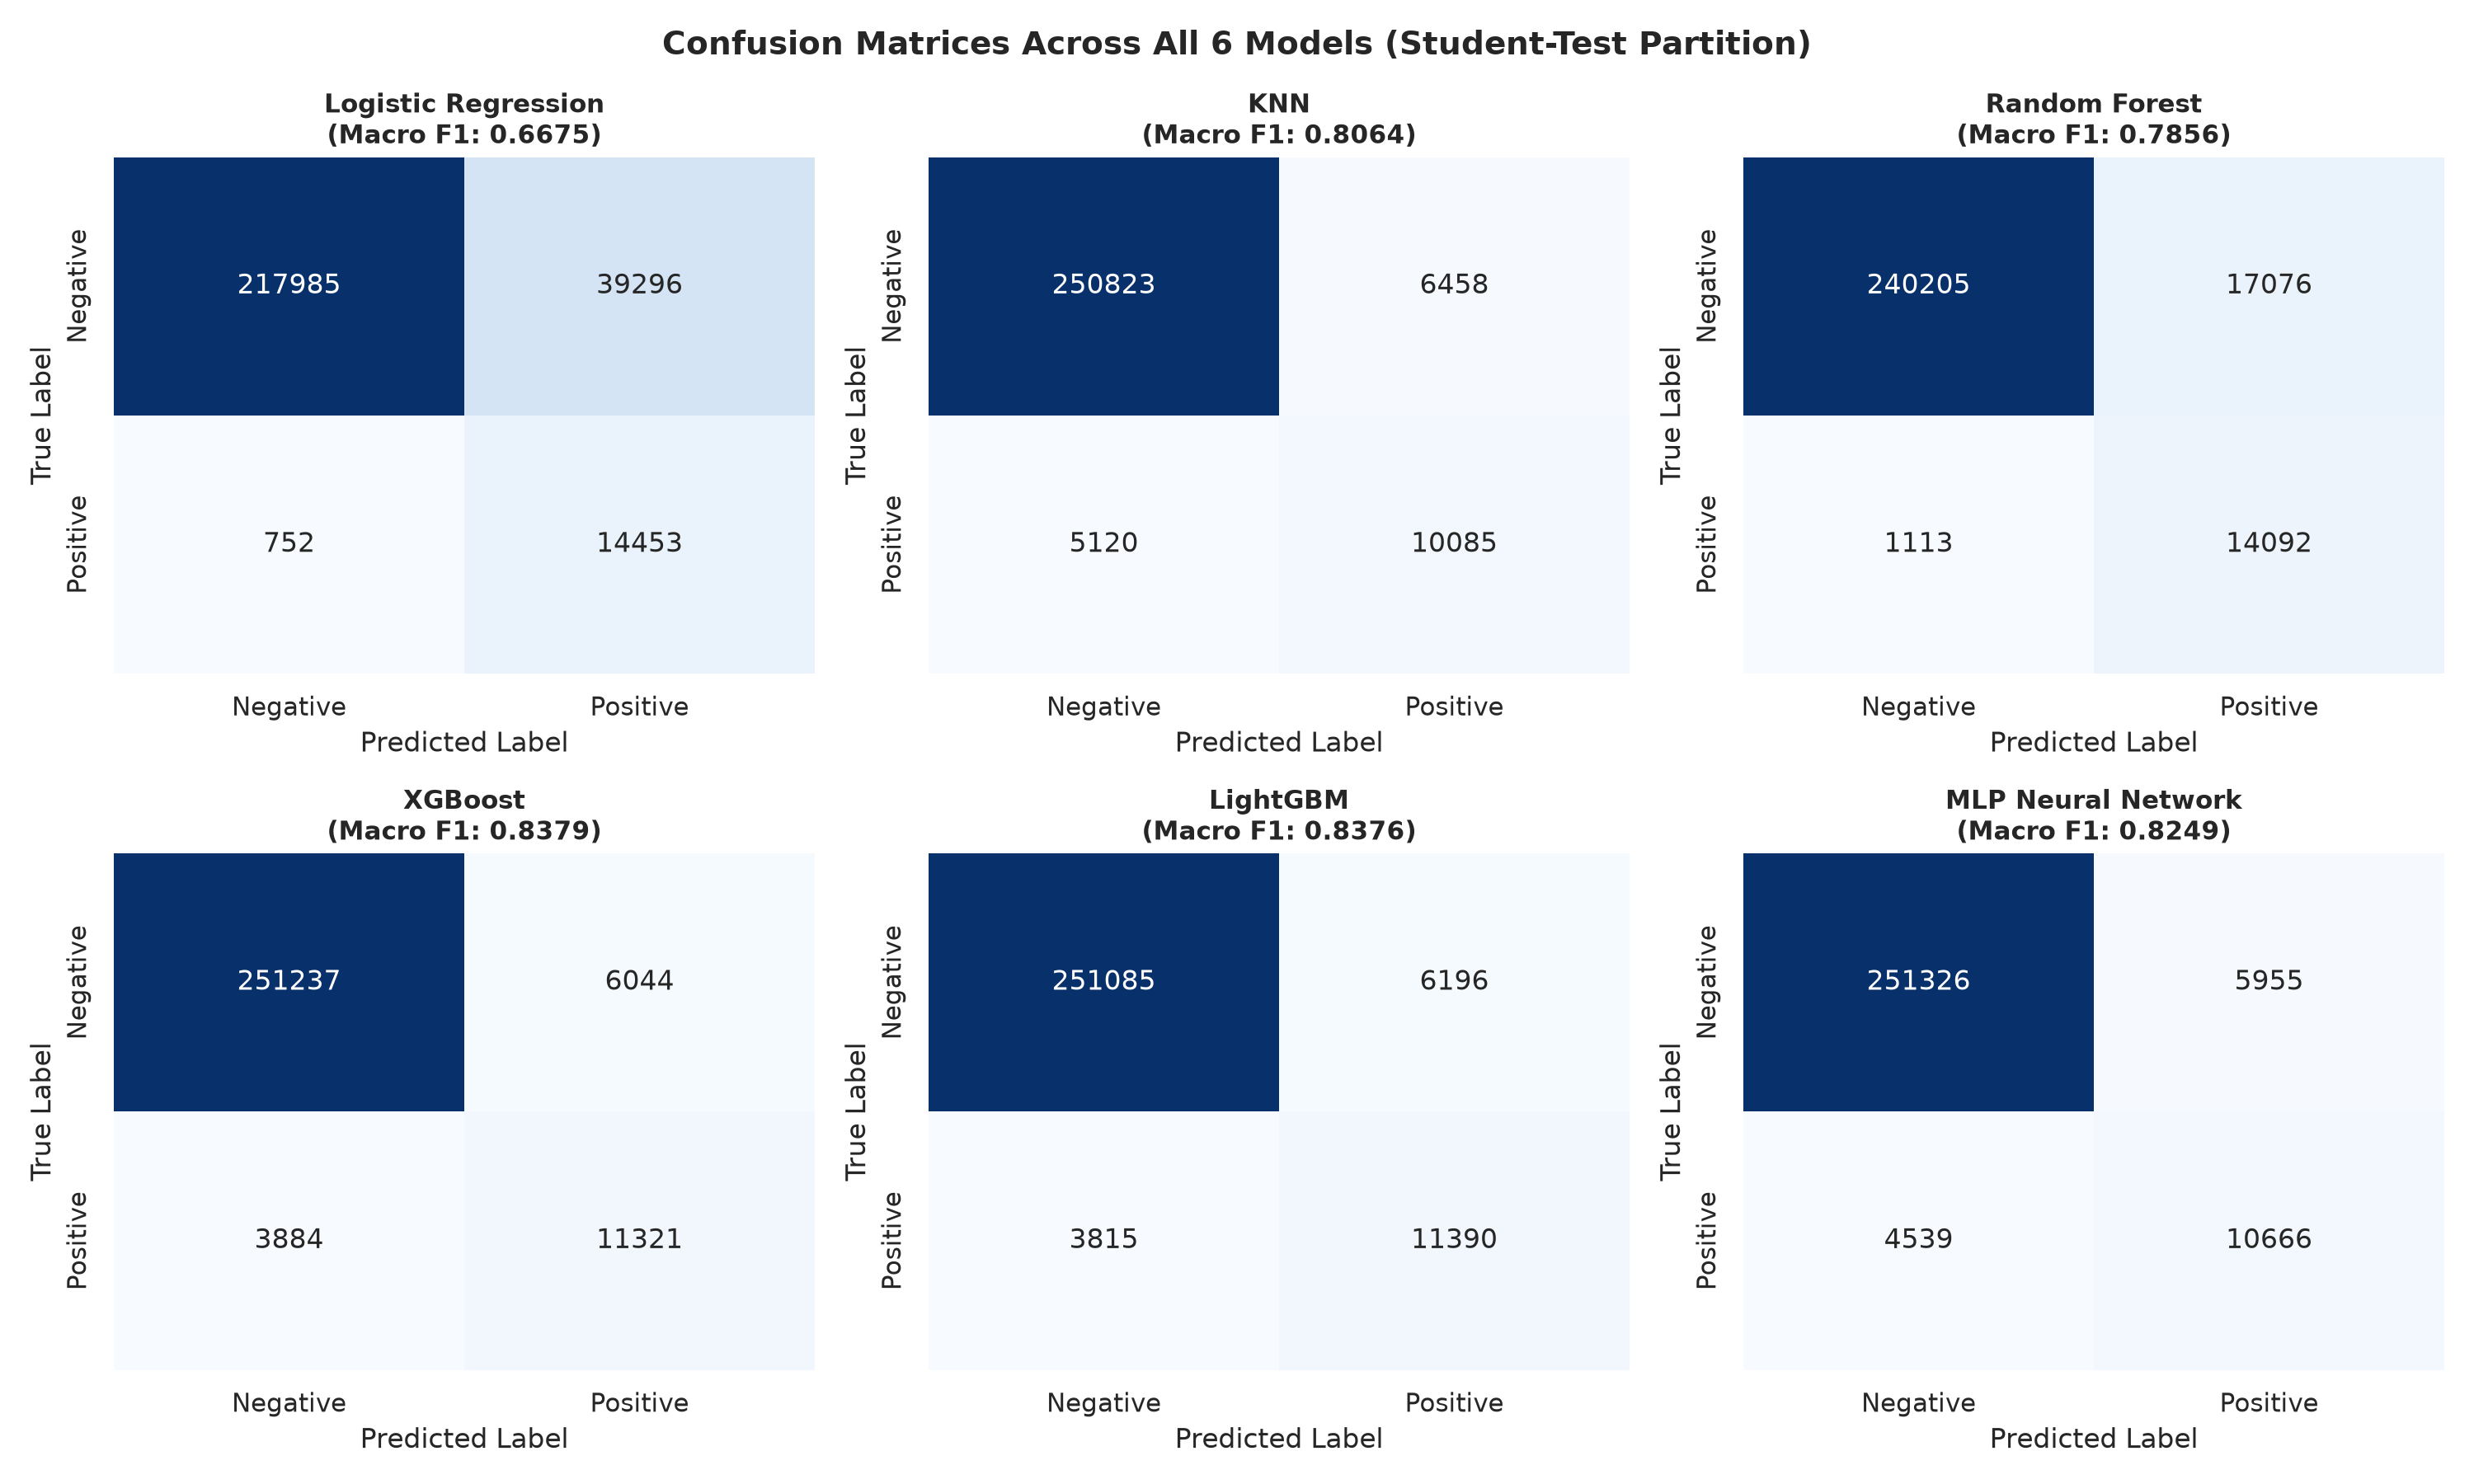 Confusion Matrices Across All 6 Models (Student-Test Partition)
Logistic Regression
(Macro F1: 0.6675)
True Label
Negative
Positive
217985
39296
752
14453
Negative
Positive
Predicted Label
KNN
(Macro F1: 0.8064)
True Label
Negative
Positive
250823
6458
5120
10085
Negative
Positive
Predicted Label
Random Forest
(Macro F1: 0.7856)
True Label
Negative
Positive
240205
17076
1113
14092
Negative
Positive
Predicted Label
XGBoost
(Macro F1: 0.8379)
True Label
Negative
Positive
251237
6044
3884
11321
Negative
Positive
Predicted Label
LightGBM
(Macro F1: 0.8376)
True Label
Negative
Positive
251085
6196
3815
11390
Negative
Positive
Predicted Label
MLP Neural Network
(Macro F1: 0.8249)
True Label
Negative
Positive
251326
5955
4539
10666
Negative
Positive
Predicted Label